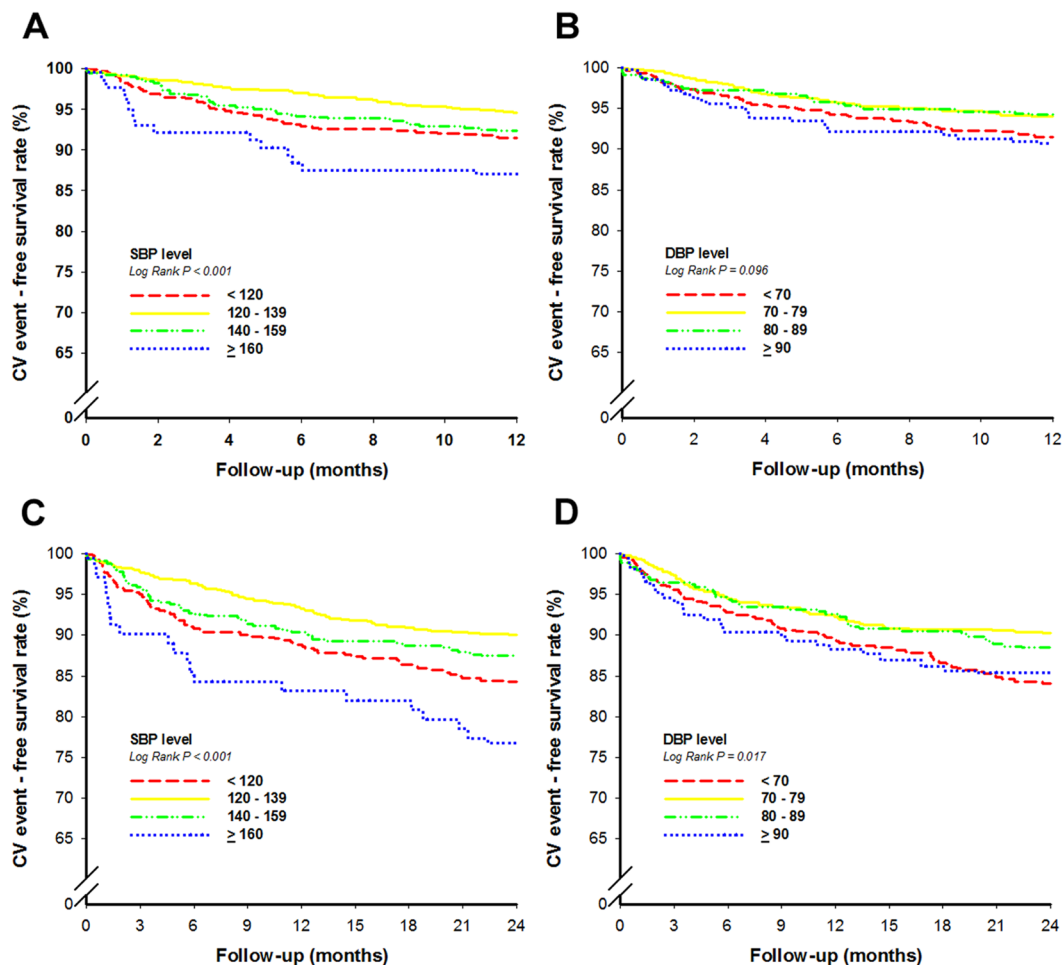 A
CV event - free survival rate (%)
100
95
90
85
80
75
70
65
0
SBP level
Log Rank P < 0.001
< 120
120 - 139
140 - 159
≥ 160
0 2 4 6 8 10 12
Follow-up (months)
B
CV event - free survival rate (%)
100
95
90
85
80
75
70
65
0
DBP level
Log Rank P = 0.096
< 70
70 - 79
80 - 89
≥ 90
0 2 4 6 8 10 12
Follow-up (months)
C
CV event - free survival rate (%)
100
95
90
85
80
75
70
65
0
SBP level
Log Rank P < 0.001
< 120
120 - 139
140 - 159
≥ 160
0 3 6 9 12 15 18 21 24
Follow-up (months)
D
CV event - free survival rate (%)
100
95
90
85
80
75
70
65
0
DBP level
Log Rank P = 0.017
< 70
70 - 79
80 - 89
≥ 90
0 3 6 9 12 15 18 21 24
Follow-up (months)